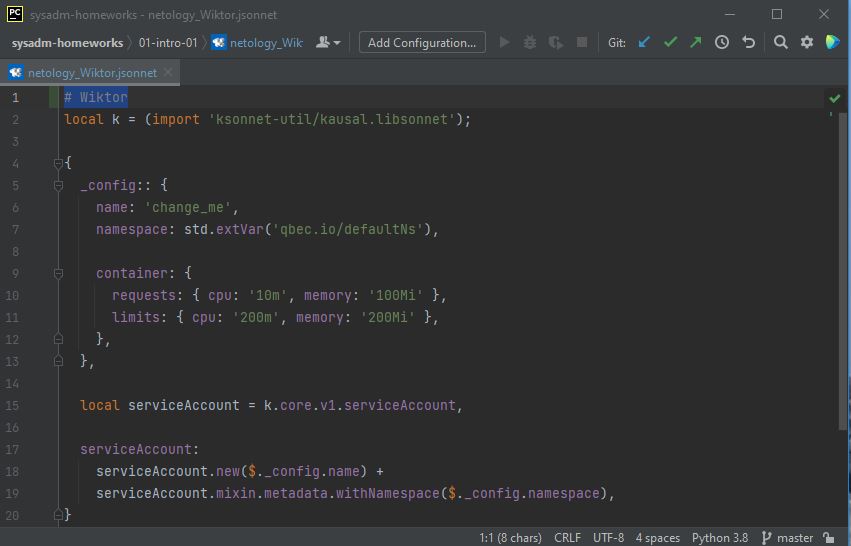 PC sysadm-homeworks - netology_Wiktor.jsonnet
sysadm-homeworks 01-intro-01 netology_Wik Add Configuration... Git:
netology_Wiktor.jsonnet
1 # Wiktor
2 local k = (import 'ksonnet-util/kausal.libsonnet');
3
4 {
5 _config:: {
6 name: 'change_me',
7 namespace: std.extVar('qbec.io/defaultNs'),
8
9 container: {
10 requests: { cpu: '10m', memory: '100Mi' },
11 limits: { cpu: '200m', memory: '200Mi' },
12 },
13 },
14
15 local serviceAccount = k.core.v1.serviceAccount,
16
17 serviceAccount:
18 serviceAccount.new($._config.name) +
19 serviceAccount.mixin.metadata.withNamespace($._config.namespace),
20 }
1:1 (8 chars) CRLF UTF-8 4 spaces Python 3.8 master